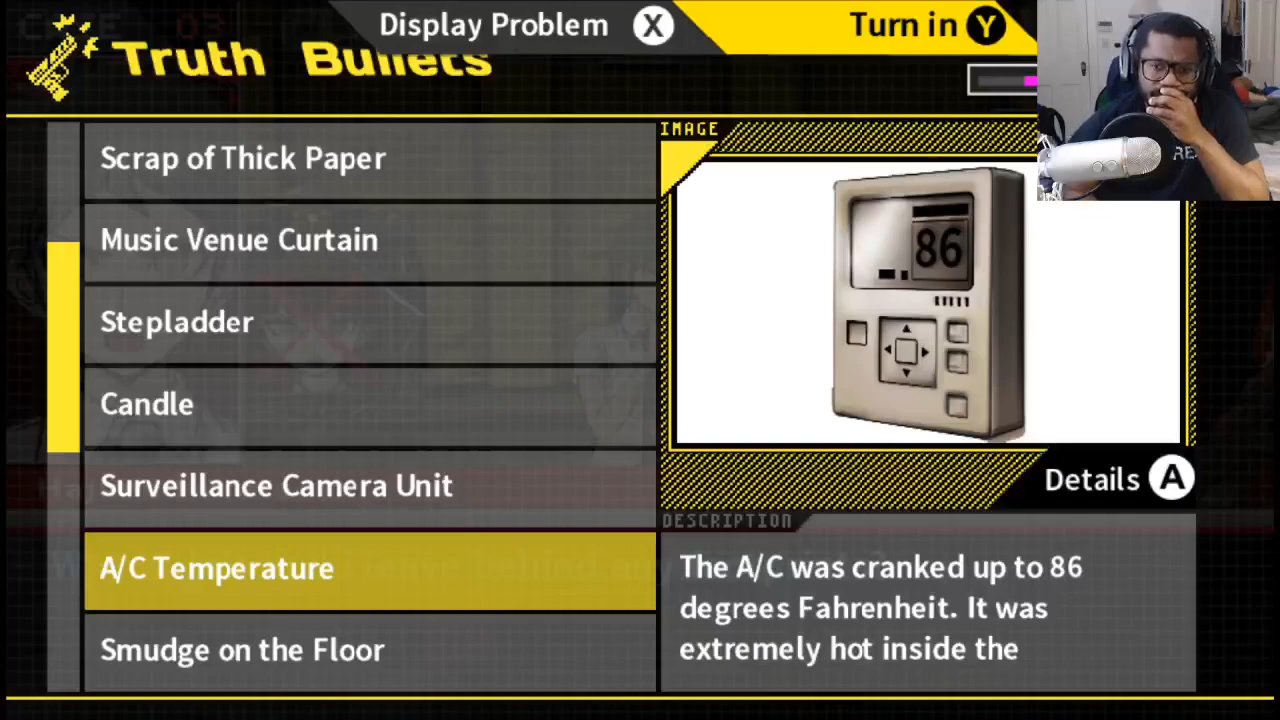 Display Problem X
Turn in Y
Truth Bullets
IMAGE
Scrap of Thick Paper
Music Venue Curtain
86
Stepladder
Candle
Surveillance Camera Unit
Details A
DESCRIPTION
A/C Temperature
The A/C was cranked up to 86
degrees Fahrenheit. It was
extremely hot inside the
Smudge on the Floor